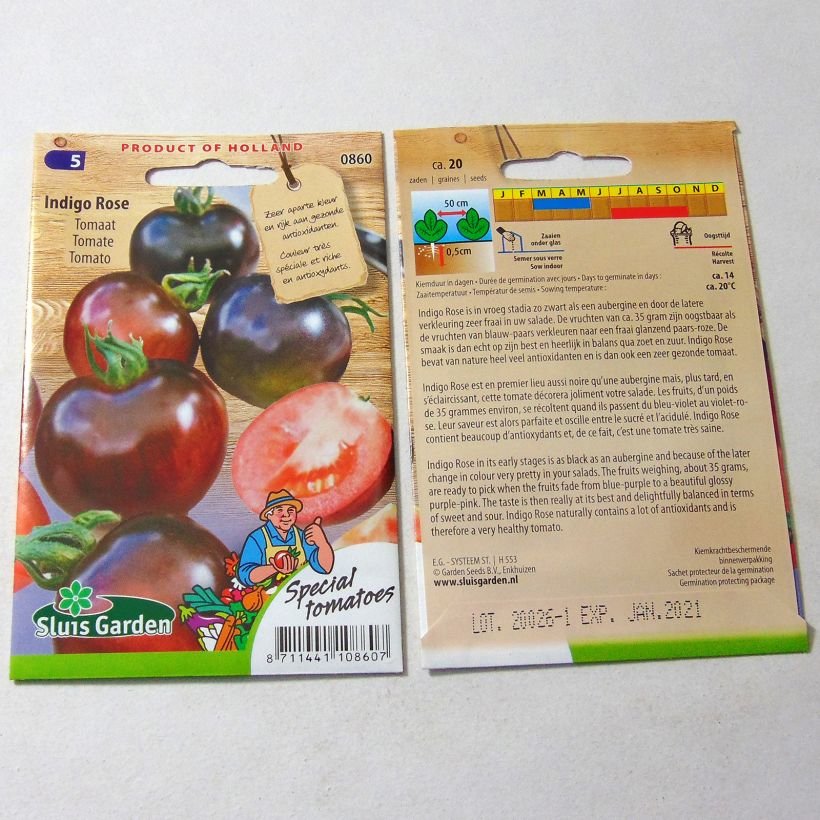 PRODUCT OF HOLLAND
5
0860
Indigo Rose
Tomaat
Tomate
Tomato
Zeer aparte kleur
en rijk aan gezonde
antioxidanten.
Couleur très
spéciale et riche
en antioxydants.
Special
tomatoes
Sluis Garden
8 711441 108607
ca. 20
zaden | graines | seeds
J F M A M J J A S O N D
50 cm
0,5cm
Zaaien
onder glas
Semer sous verre
Sow indoor
Oogsttijd
Récolte
Harvest
Kiemduur in dagen • Durée de germination avec jours • Days to germinate in days :
ca. 14
Zaaitemperatuur • Températur de semis • Sowing temperature :
ca. 20°C
Indigo Rose is in vroeg stadia zo zwart als een aubergine en door de latere
verkleuring zeer fraai in uw salade. De vruchten van ca. 35 gram zijn oogstbaar als
de vruchten van blauw-paars verkleuren naar een fraai glanzend paars-roze. De
smaak is dan echt op zijn best en heerlijk in balans qua zoet en zuur. Indigo Rose
bevat van nature heel veel antioxidanten en is dan ook een zeer gezonde tomaat.
Indigo Rose est en premier lieu aussi noire qu'une aubergine mais, plus tard, en
s'éclaircissant, cette tomate décorera joliment votre salade. Les fruits, d'un poids
de 35 grammes environ, se récoltent quand ils passent du bleu-violet au violet-ro-
se. Leur saveur est alors parfaite et oscille entre le sucré et l'acidulé. Indigo Rose
contient beaucoup d'antioxydants et, de ce fait, c'est une tomate très saine.
Indigo Rose in its early stages is as black as an aubergine and because of the later
change in colour very pretty in your salads. The fruits weighing, about 35 grams,
are ready to pick when the fruits fade from blue-purple to a beautiful glossy
purple-pink. The taste is then really at its best and delightfully balanced in terms
of sweet and sour. Indigo Rose naturally contains a lot of antioxidants and is
therefore a very healthy tomato.
E.G. - SYSTEEM ST. | H 553
© Garden Seeds B.V., Enkhuizen
www.sluisgarden.nl
Kiemkrachtbeschermende
binnenverpakking
Sachet protecteur de la germination
Germination protecting package
LOT. 20026-1 EXP. JAN.2021